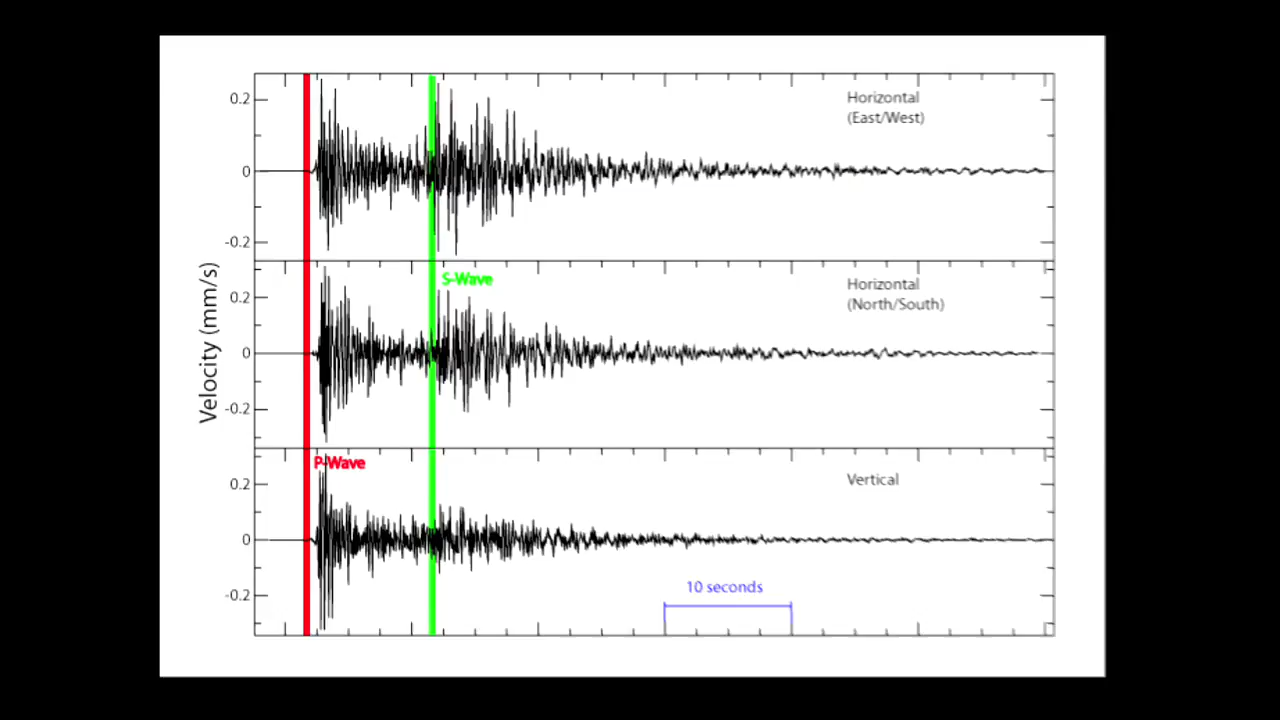 0.2
0
-0.2
Horizontal
(East/West)
S-Wave
0.2
0
-0.2
Horizontal
(North/South)
Velocity (mm/s)
P-Wave
0.2
0
-0.2
Vertical
10 seconds